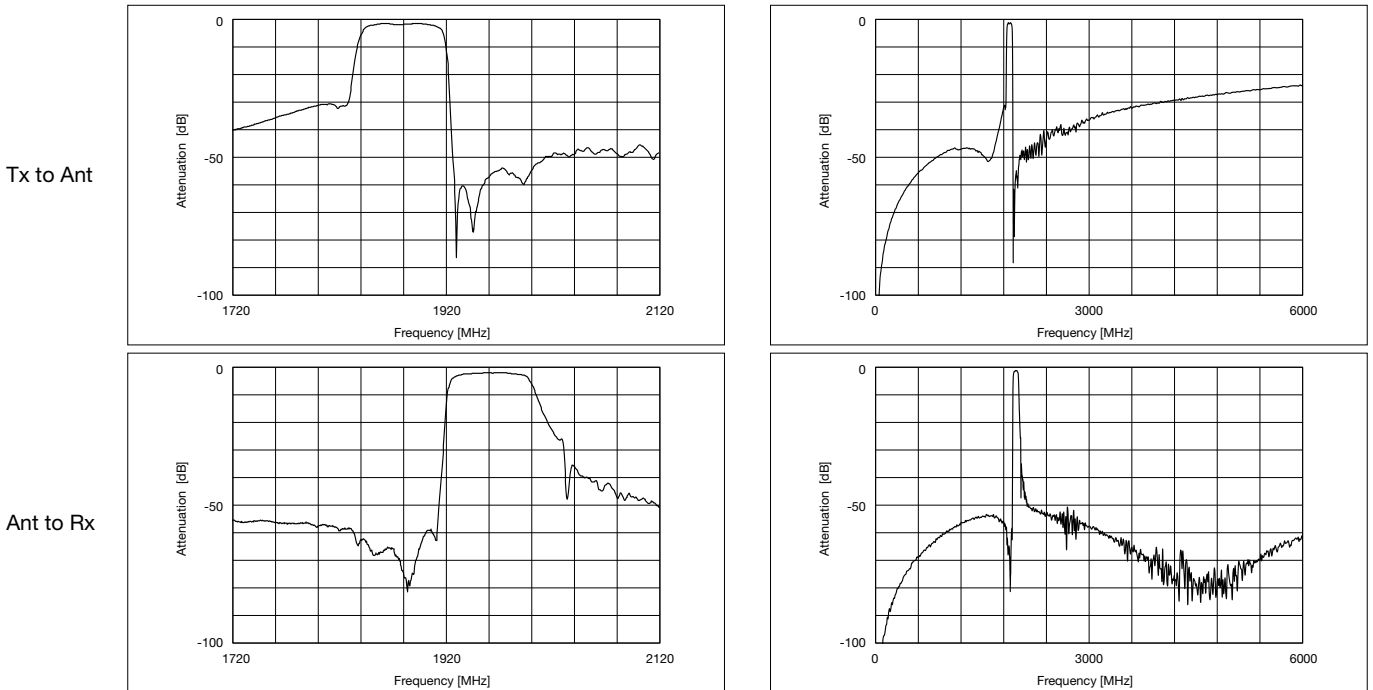 Tx to Ant
0
-50
-100
Attenuation [dB]
1720
1920
2120
Frequency [MHz]
0
-50
-100
Attenuation [dB]
0
3000
6000
Frequency [MHz]
Ant to Rx
0
-50
-100
Attenuation [dB]
1720
1920
2120
Frequency [MHz]
0
-50
-100
Attenuation [dB]
0
3000
6000
Frequency [MHz]